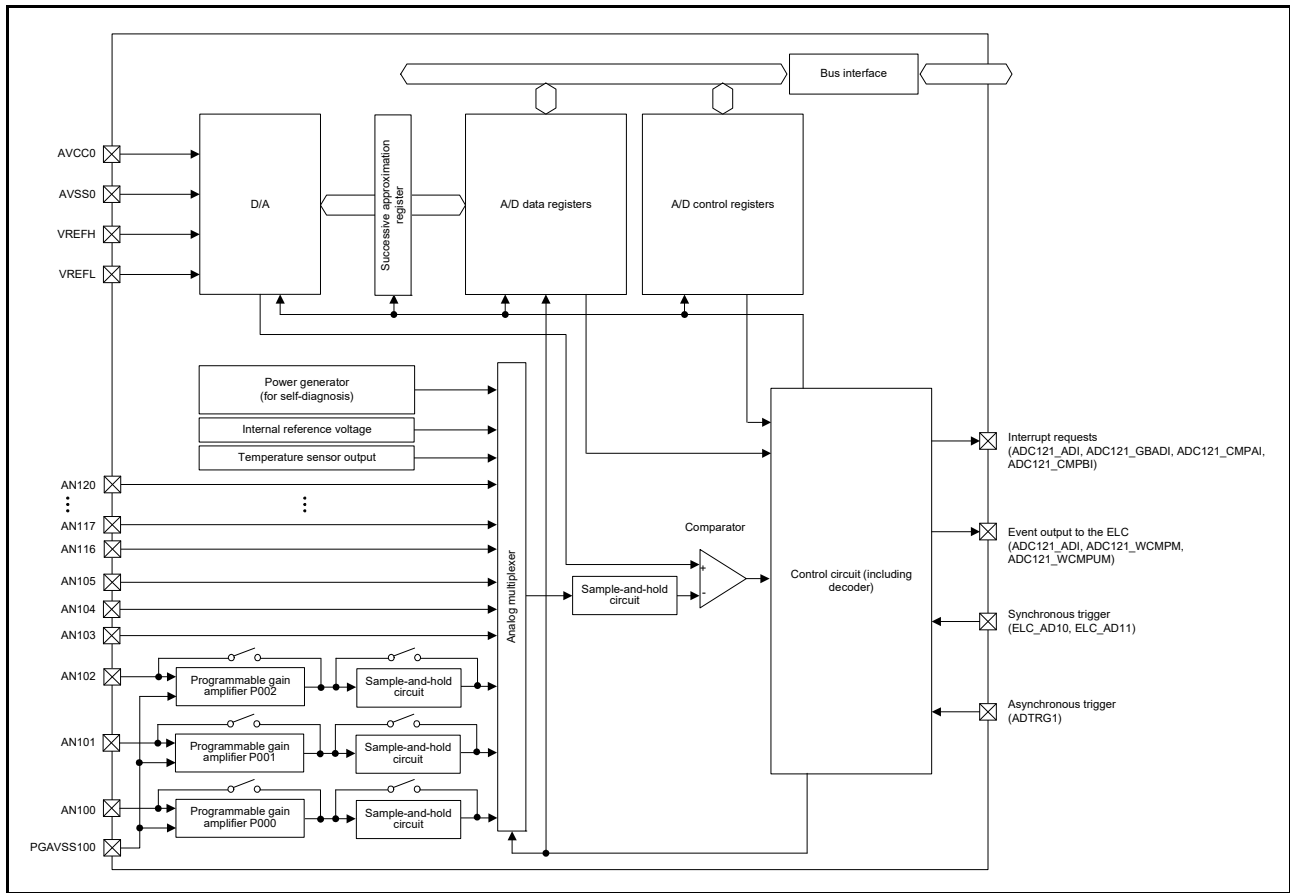 Bus interface
AVCC0
AVSS0
VREFH
VREFL
D/A
Successive approximation
register
A/D data registers
A/D control registers
Power generator
(for self-diagnosis)
Internal reference voltage
Temperature sensor output
AN120
AN117
AN116
AN105
AN104
AN103
AN102
AN101
AN100
PGAVSS100
Programmable gain
amplifier P002
Sample-and-hold
circuit
Programmable gain
amplifier P001
Sample-and-hold
circuit
Programmable gain
amplifier P000
Sample-and-hold
circuit
Analog multiplexer
Sample-and-hold
circuit
Comparator
+
-
Control circuit (including
decoder)
Interrupt requests
(ADC121_ADI, ADC121_GBADI, ADC121_CMPAI,
ADC121_CMPBI)
Event output to the ELC
(ADC121_ADI, ADC121_WCMPM,
ADC121_WCMPUM)
Synchronous trigger
(ELC_AD10, ELC_AD11)
Asynchronous trigger
(ADTRG1)